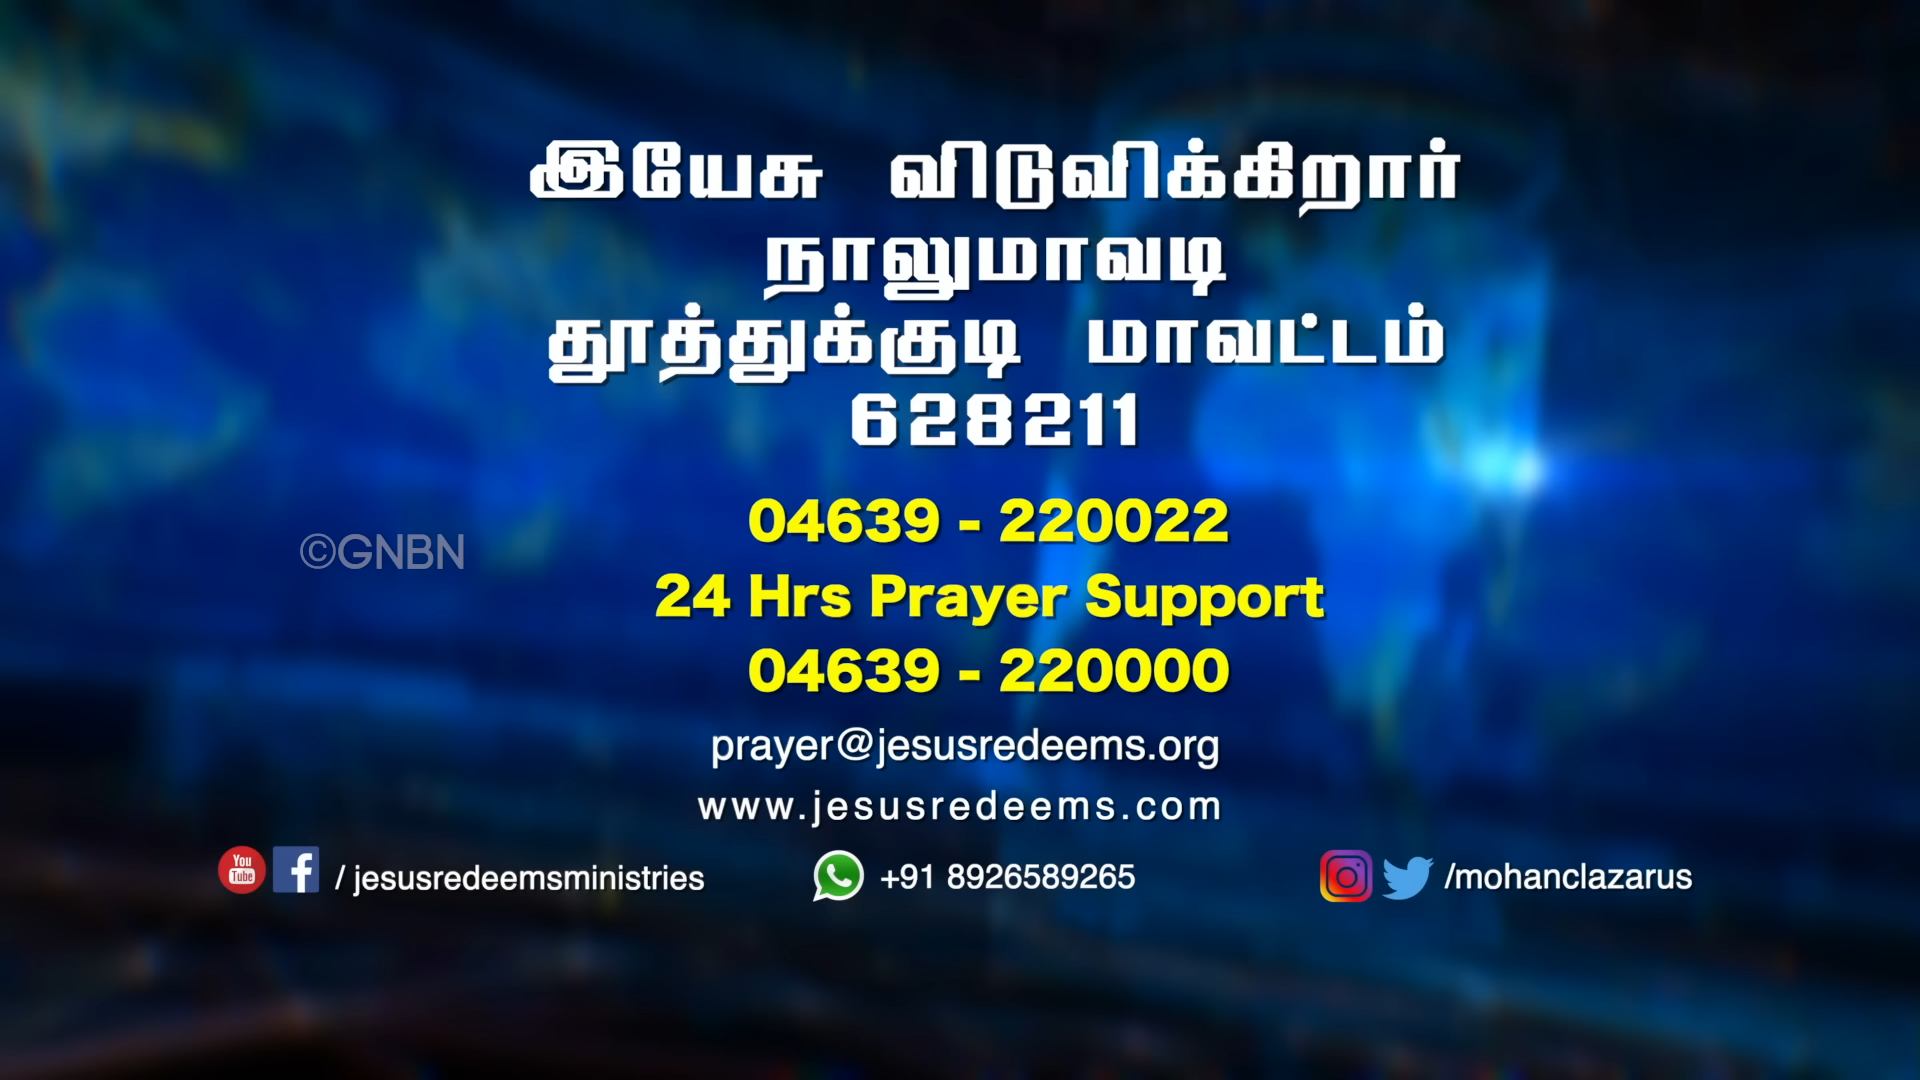 இயேசு விடுவிக்கிறார்
நாலுமாவடி
தூத்துக்குடி மாவட்டம்
628211
04639 - 220022
©GNBN
24 Hrs Prayer Support
04639 - 220000
prayer@jesusredeems.org
www.jesusredeems.com
You Tube f / jesusredeemsministries
+91 8926589265
/mohanclazarus